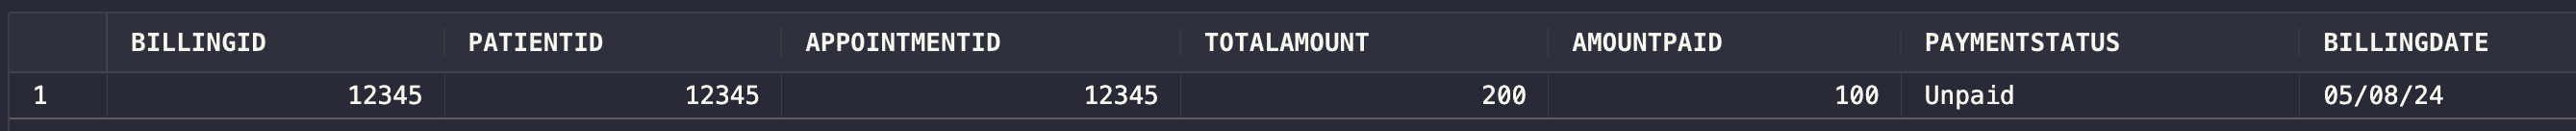 BILLINGID PATIENTID APPOINTMENTID TOTALAMOUNT AMOUNTPAID PAYMENTSTATUS BILLINGDATE
1 12345 12345 12345 200 100 Unpaid 05/08/24